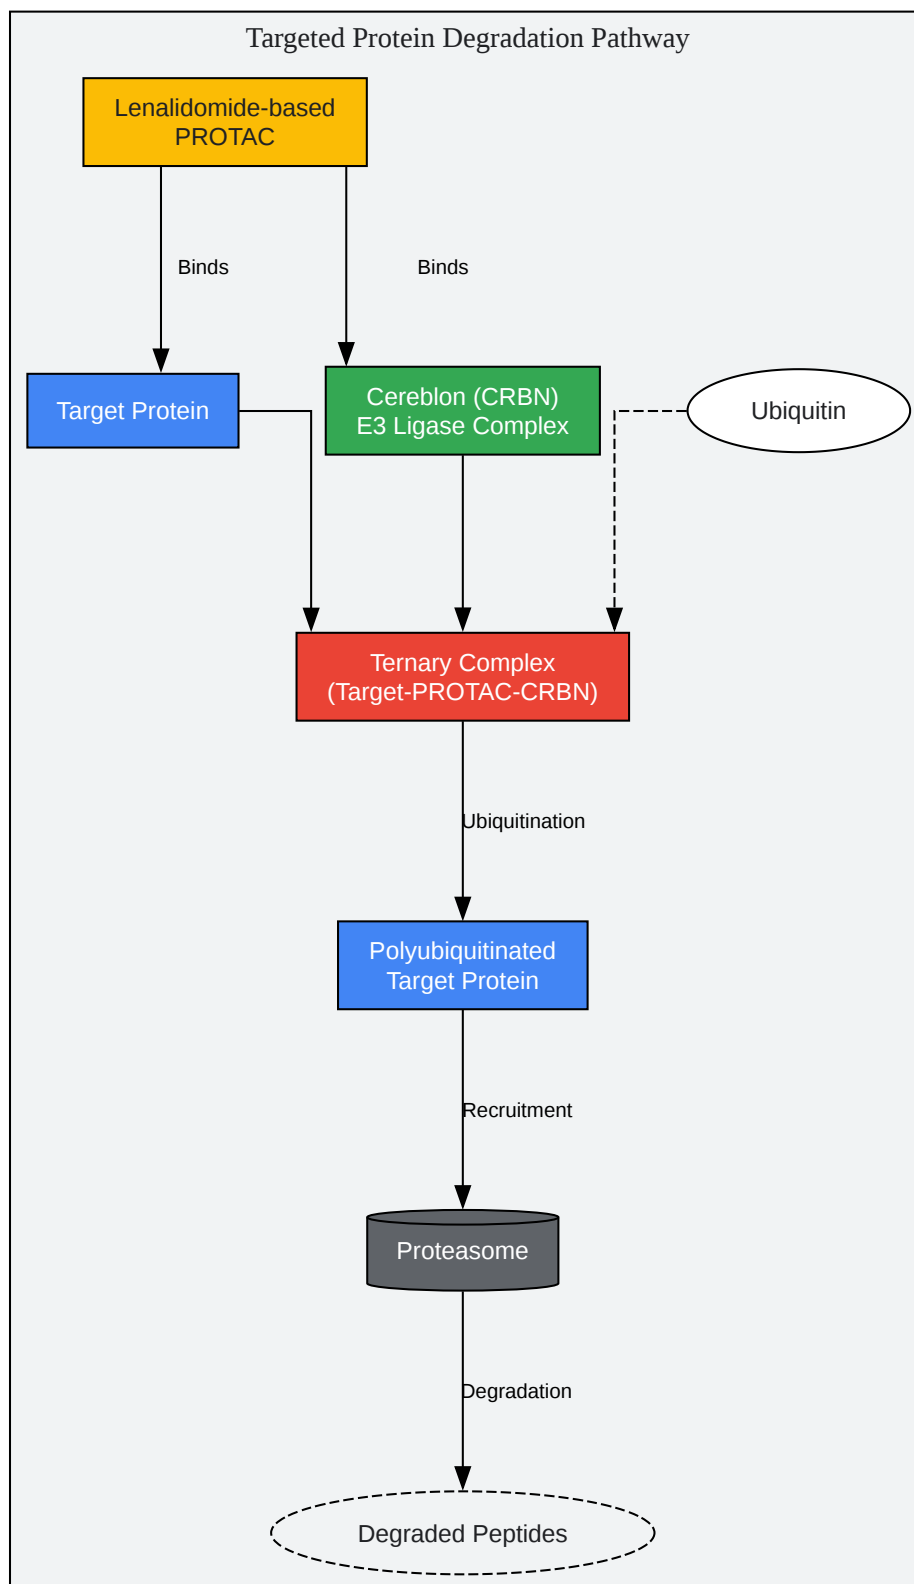 Targeted Protein Degradation Pathway
Lenalidomide-based
PROTAC
Binds
Binds
Target Protein
Cereblon (CRBN)
E3 Ligase Complex
Ubiquitin
Ternary Complex
(Target-PROTAC-CRBN)
Ubiquitination
Polyubiquitinated
Target Protein
Recruitment
Proteasome
Degradation
Degraded Peptides